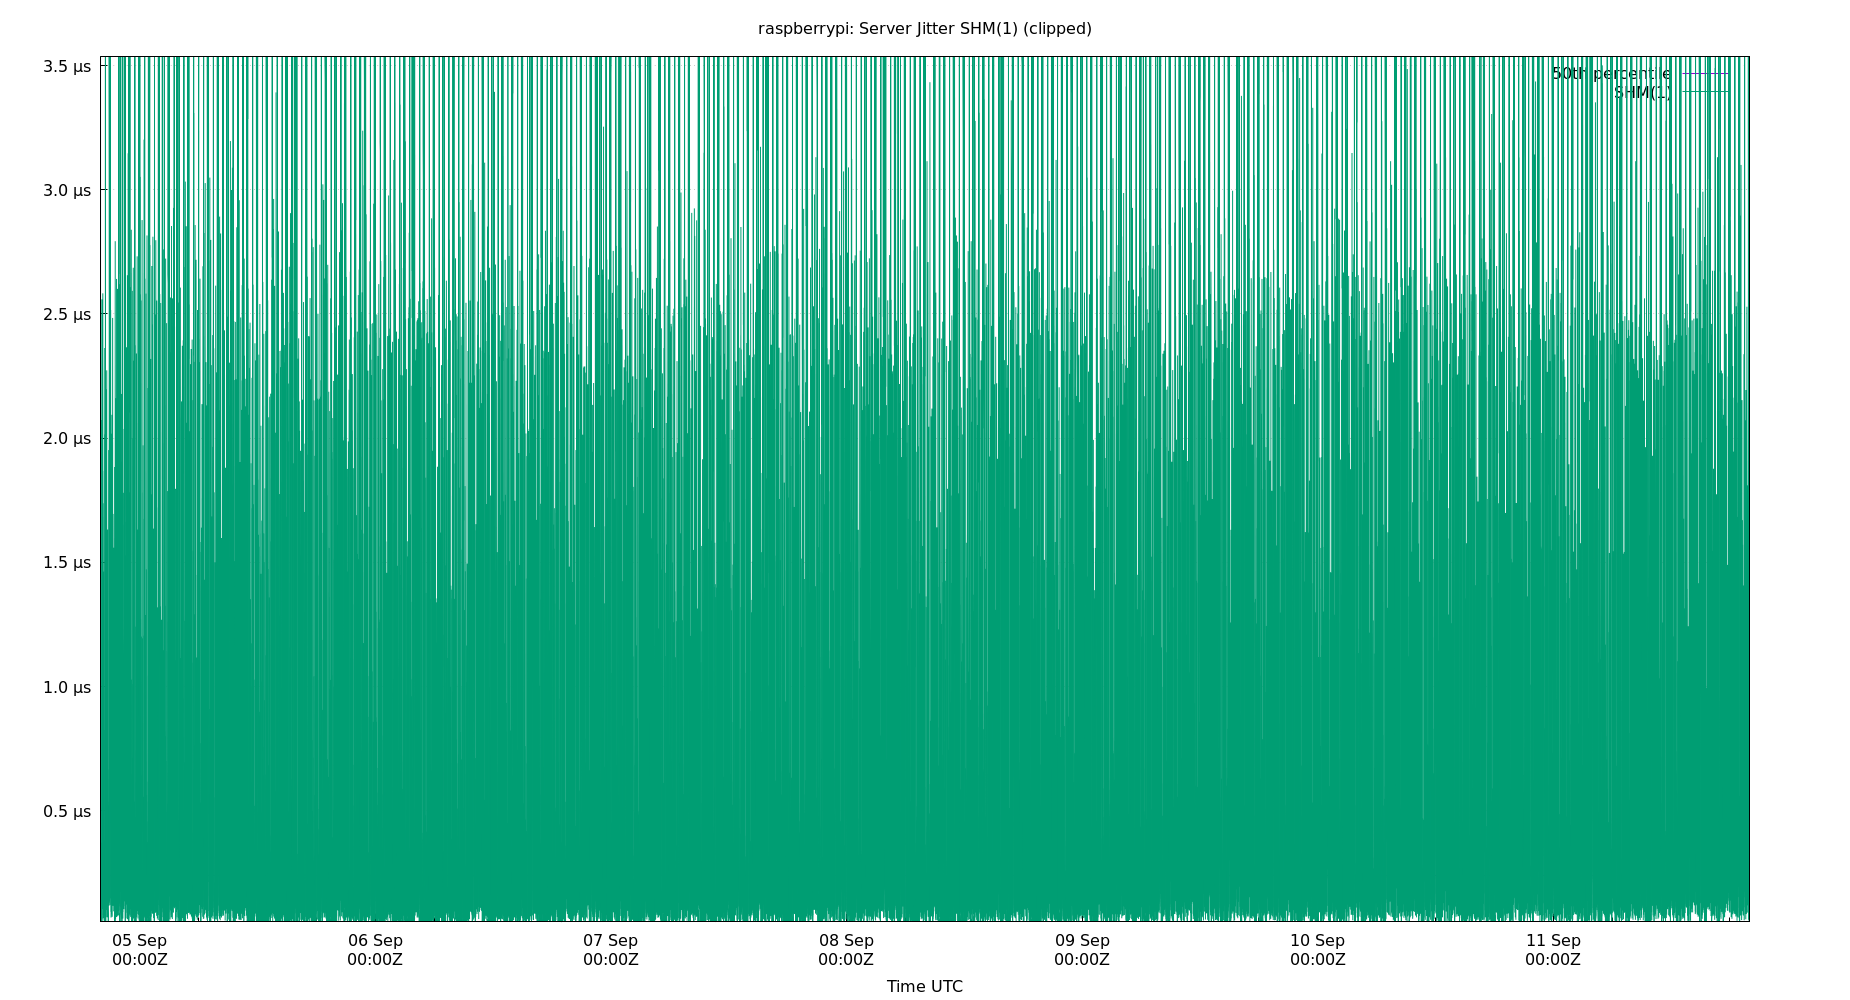 raspberrypi: Server Jitter SHM(1) (clipped)
3.5 µs
50th percentile
SHM(1)
3.0 µs
2.5 µs
2.0 µs
1.5 µs
1.0 µs
0.5 µs
05 Sep 06 Sep 07 Sep 08 Sep 09 Sep 10 Sep 11 Sep
00:00Z 00:00Z 00:00Z 00:00Z 00:00Z 00:00Z 00:00Z
Time UTC